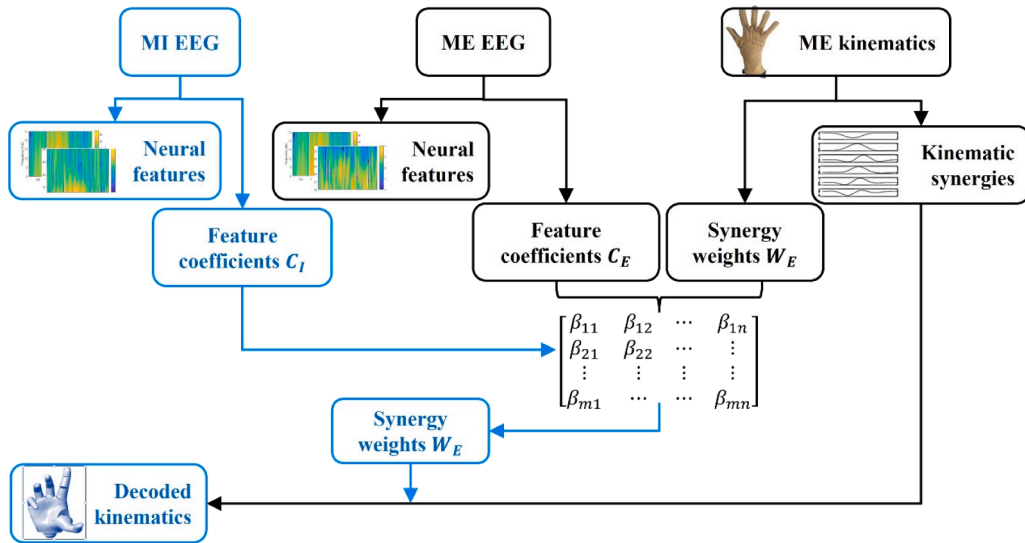 MI EEG
ME EEG
ME kinematics
Neural
features
Neural
features
Kinematic
synergies
Feature
coefficients C_I
Feature
coefficients C_E
Synergy
weights W_E
β₁₁ β₁₂ ⋯ β₁ₙ
β₂₁ β₂₂ ⋯ ⋮
⋮ ⋮ ⋮ ⋮
βₘ₁ ⋯ ⋯ βₘₙ
Synergy
weights W_E
Decoded
kinematics